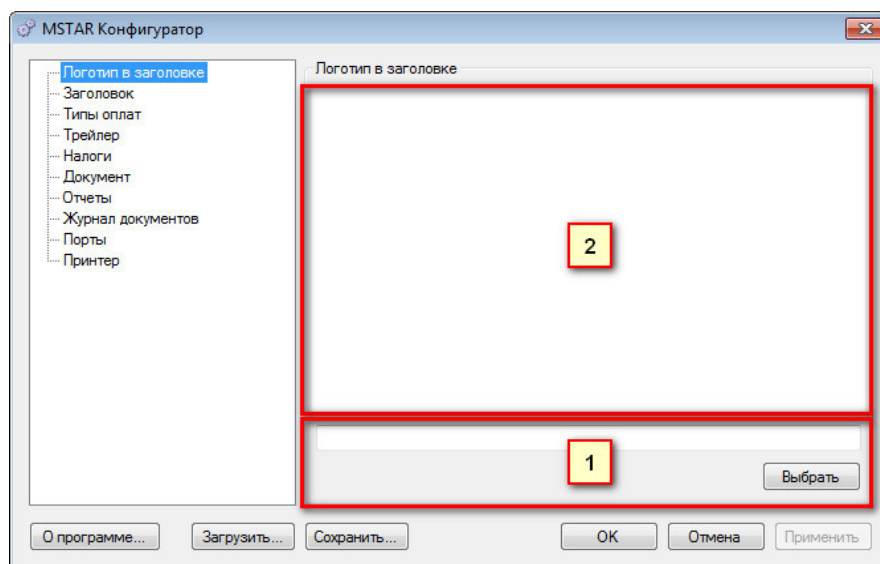 MSTAR Конфигуратор
Логотип в заголовке
Заголовок
Типы оплат
Трейлер
Налоги
Документ
Отчеты
Журнал документов
Порты
Принтер
Логотип в заголовке
2
1
Выбрать
О программе...
Загрузить...
Сохранить...
OK
Отмена
Применить